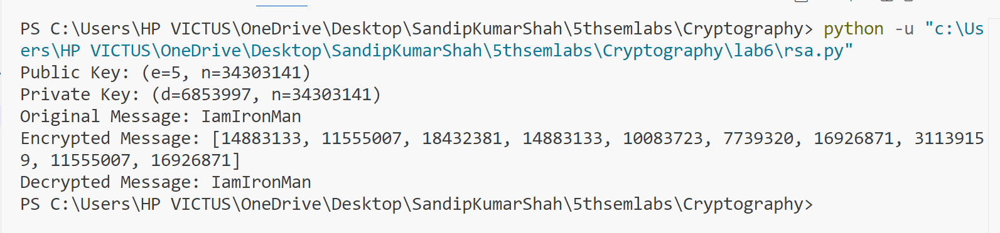 PS C:\Users\HP VICTUS\OneDrive\Desktop\SandipKumarShah\5thsemlabs\Cryptography> python -u "c:\Us
ers\HP VICTUS\OneDrive\Desktop\SandipKumarShah\5thsemlabs\Cryptography\lab6\rsa.py"
Public Key: (e=5, n=34303141)
Private Key: (d=6853997, n=34303141)
Original Message: IamIronMan
Encrypted Message: [14883133, 11555007, 18432381, 14883133, 10083723, 7739320, 16926871, 3113915
9, 11555007, 16926871]
Decrypted Message: IamIronMan
PS C:\Users\HP VICTUS\OneDrive\Desktop\SandipKumarShah\5thsemlabs\Cryptography>